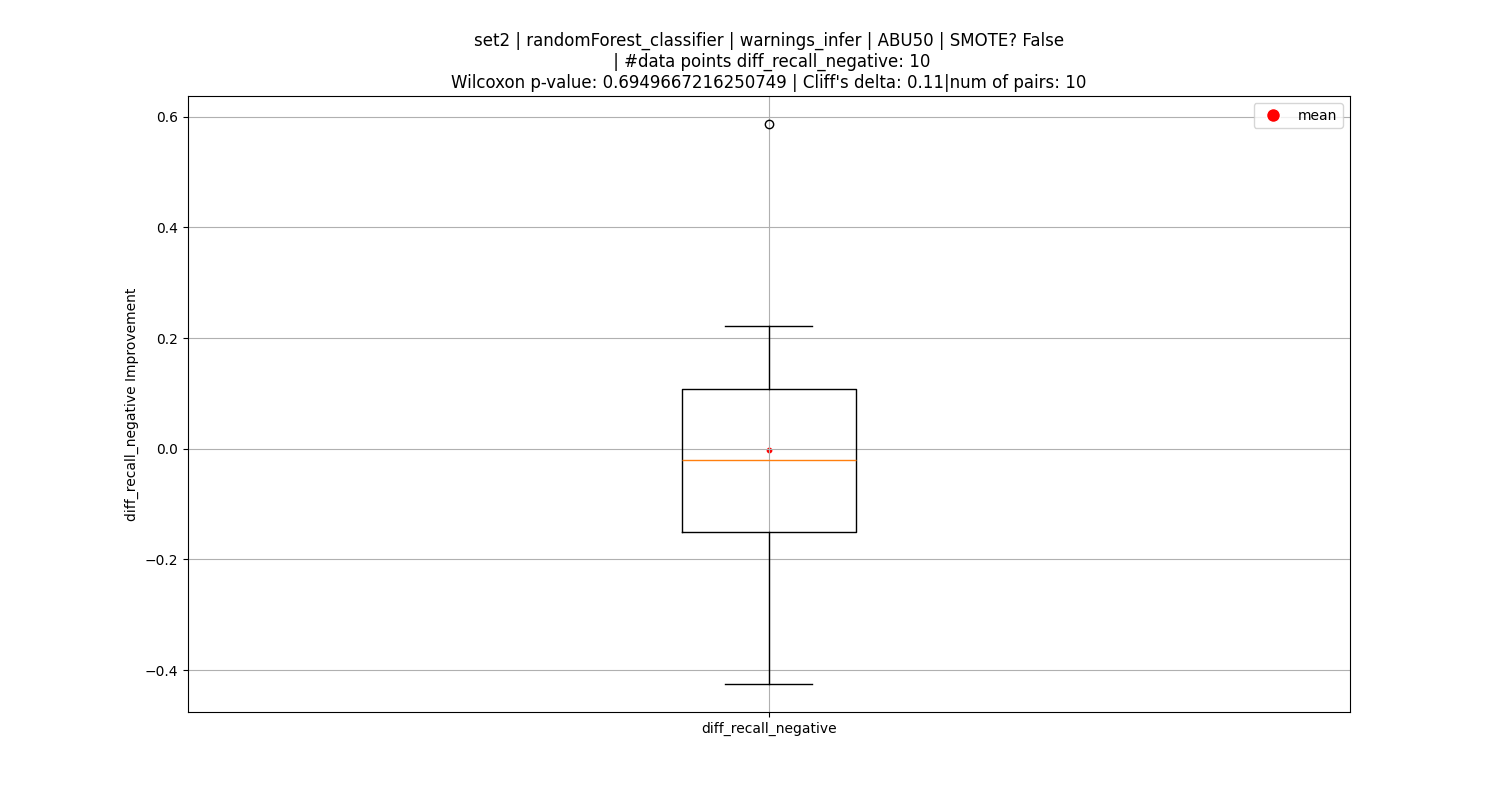 set2 | randomForest_classifier | warnings_infer | ABU50 | SMOTE? False
| #data points diff_recall_negative: 10
Wilcoxon p-value: 0.6949667216250749 | Cliff's delta: 0.11|num of pairs: 10
mean
0.6
0.4
0.2
0.0
−0.2
−0.4
diff_recall_negative Improvement
diff_recall_negative